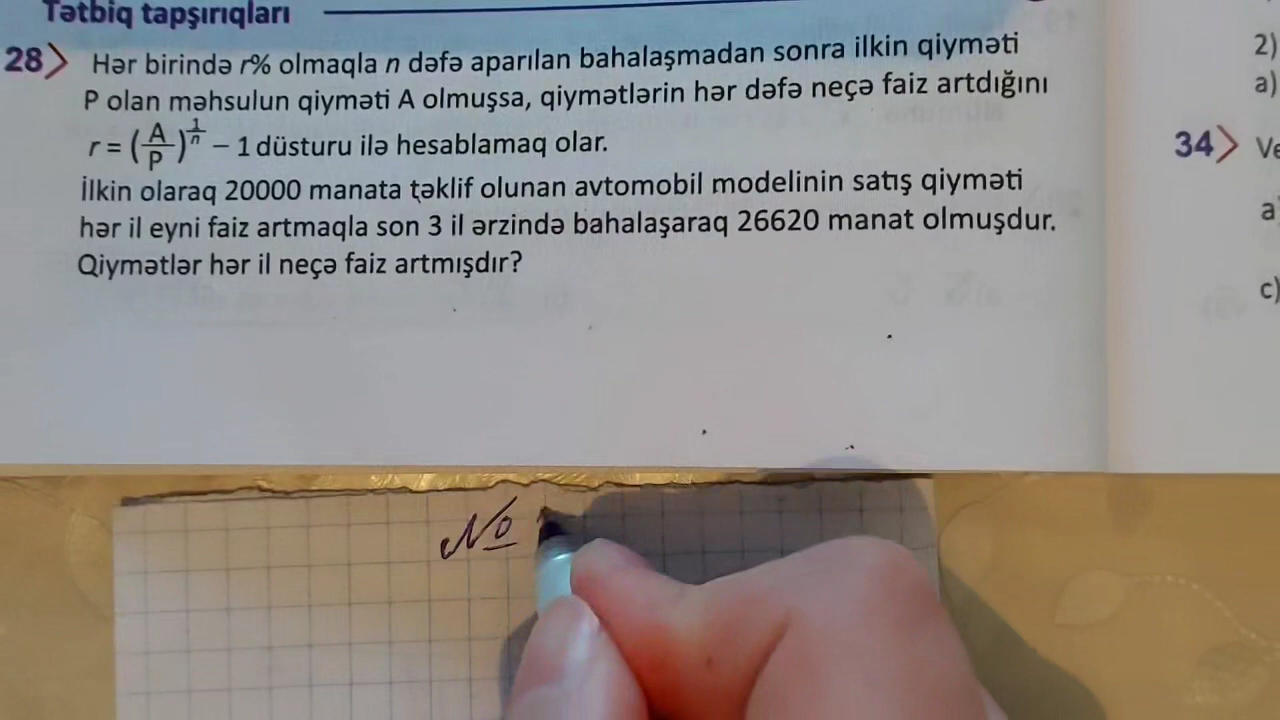 Tətbiq tapşırıqları
28> Hər birində r% olmaqla n dəfə aparılan bahalaşmadan sonra ilkin qiyməti
P olan məhsulun qiyməti A olmuşsa, qiymətlərin hər dəfə neçə faiz artdığını
r = (A/P)^(1/n) – 1 düsturu ilə hesablamaq olar.
İlkin olaraq 20000 manata təklif olunan avtomobil modelinin satış qiyməti
hər il eyni faiz artmaqla son 3 il ərzində bahalaşaraq 26620 manat olmuşdur.
Qiymətlər hər il neçə faiz artmışdır?
2)
a)
34>
a
c)
№